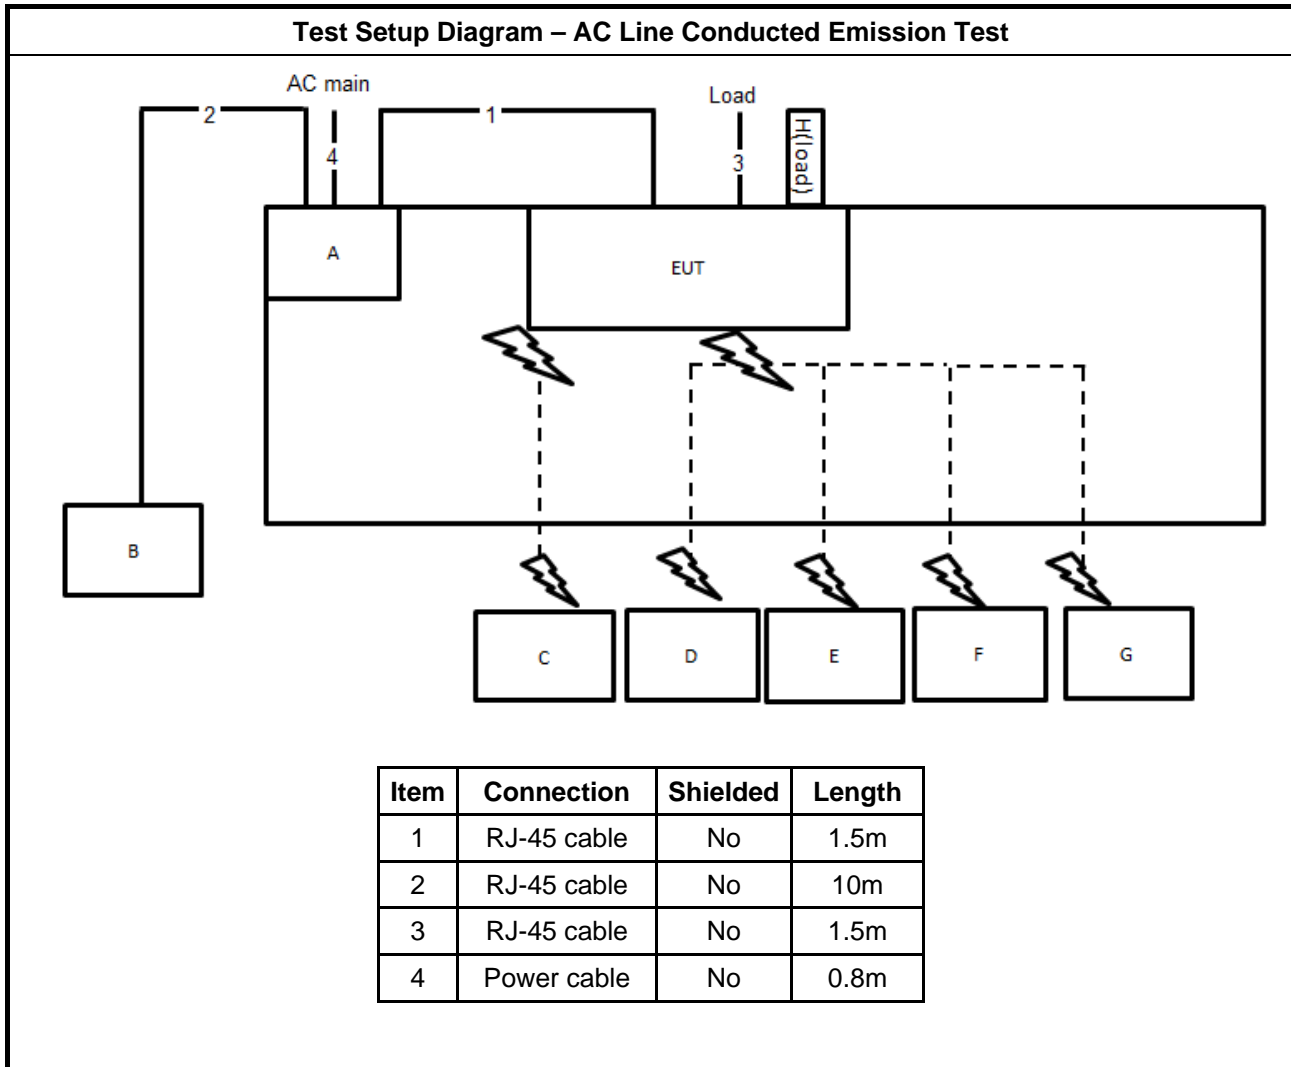 Test Setup Diagram – AC Line Conducted Emission Test
AC main
Load
2
1
4
3
H(load)
A
EUT
B
C
D
E
F
G
Item Connection Shielded Length
1 RJ-45 cable No 1.5m
2 RJ-45 cable No 10m
3 RJ-45 cable No 1.5m
4 Power cable No 0.8m